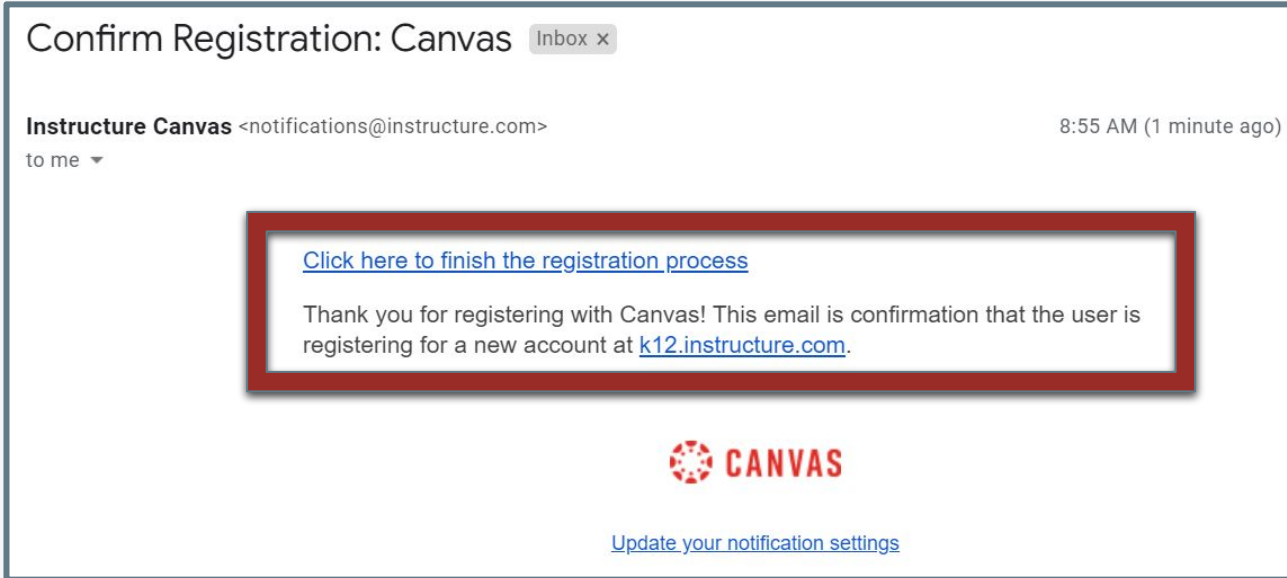 Confirm Registration: Canvas Inbox x
Instructure Canvas <notifications@instructure.com> 8:55 AM (1 minute ago)
to me
Click here to finish the registration process
Thank you for registering with Canvas! This email is confirmation that the user is
registering for a new account at k12.instructure.com.
CANVAS
Update your notification settings